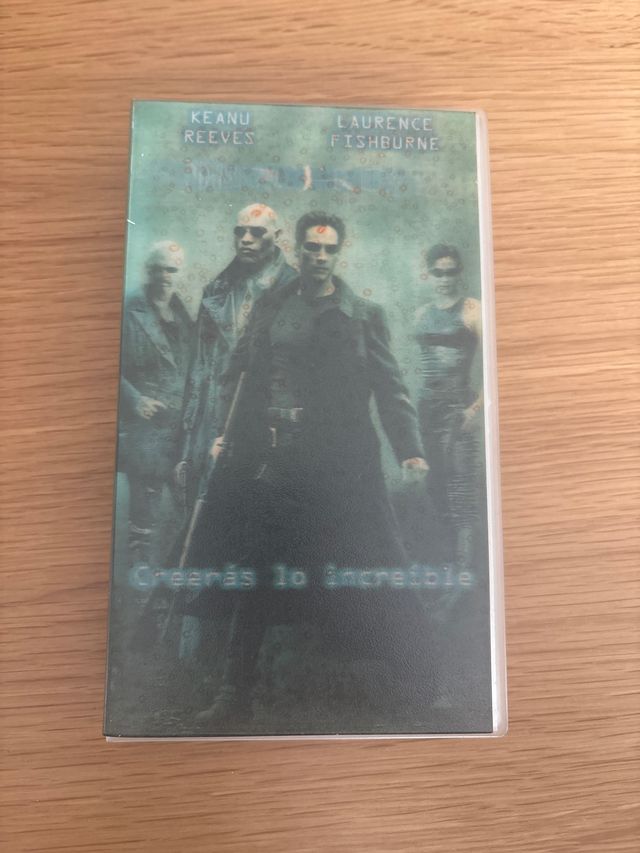 KEANU
REEVES
LAURENCE
FISHBURNE
Creerás lo increíble